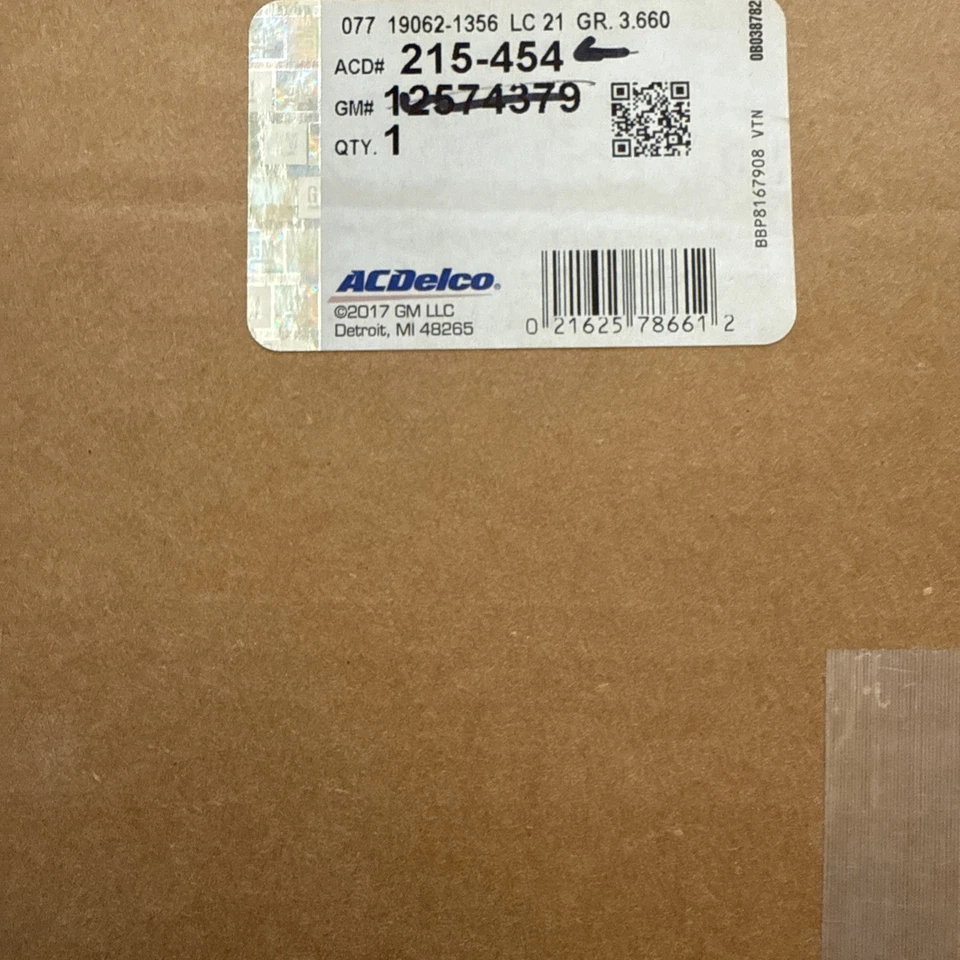 077 19062-1356 LC 21 GR. 3.660
ACD# 215-454
GM# 12574379
QTY. 1
ACDelco®
©2017 GM LLC
Detroit, MI 48265
0 21625 78661 2
0B038782
BBP8167908 VTN